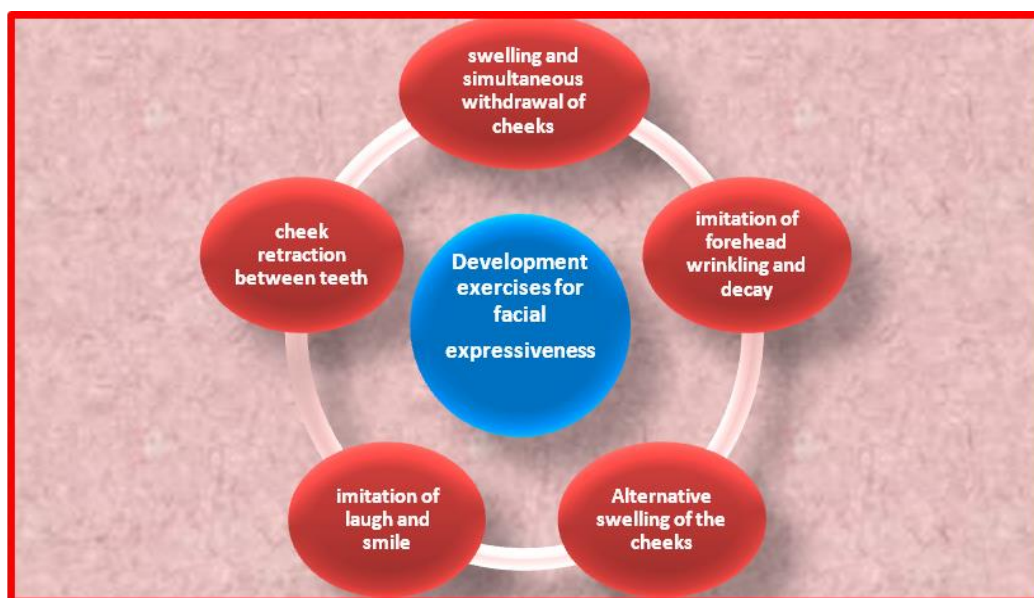 swelling and
simultaneous
withdrawal of
cheeks
imitation of
forehead
wrinkling and
decay
Alternative
swelling of the
cheeks
imitation of
laugh and
smile
cheek
retraction
between teeth
Development
exercises for
facial
expressiveness